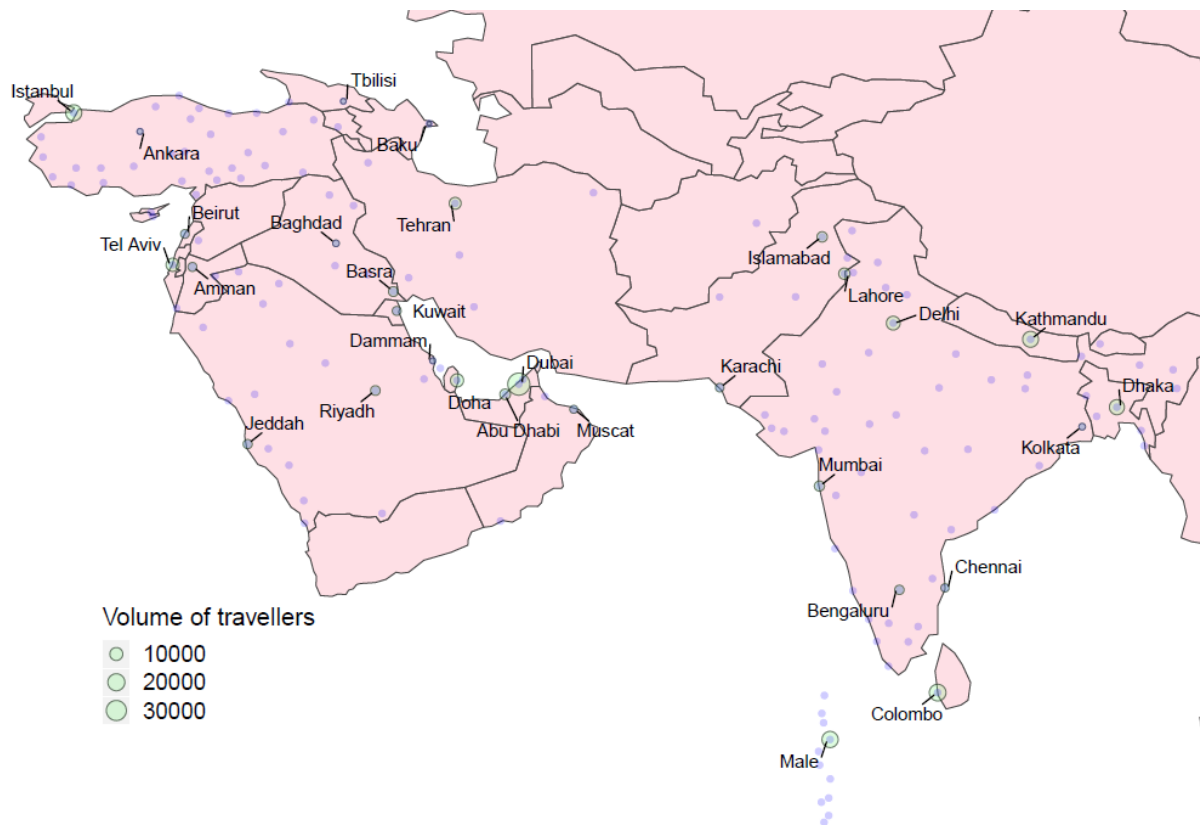 Tbilisi
Istanbul
Ankara
Baku
Beirut
Baghdad
Tehran
Tel Aviv
Islamabad
Basra
Amman
Lahore
Kuwait
Delhi
Kathmandu
Dammam
Dubai
Karachi
Dhaka
Doha
Riyadh
Jeddah
Abu Dhabi
Muscat
Kolkata
Mumbai
Chennai
Bengaluru
Volume of travellers
10000
20000
30000
Colombo
Male